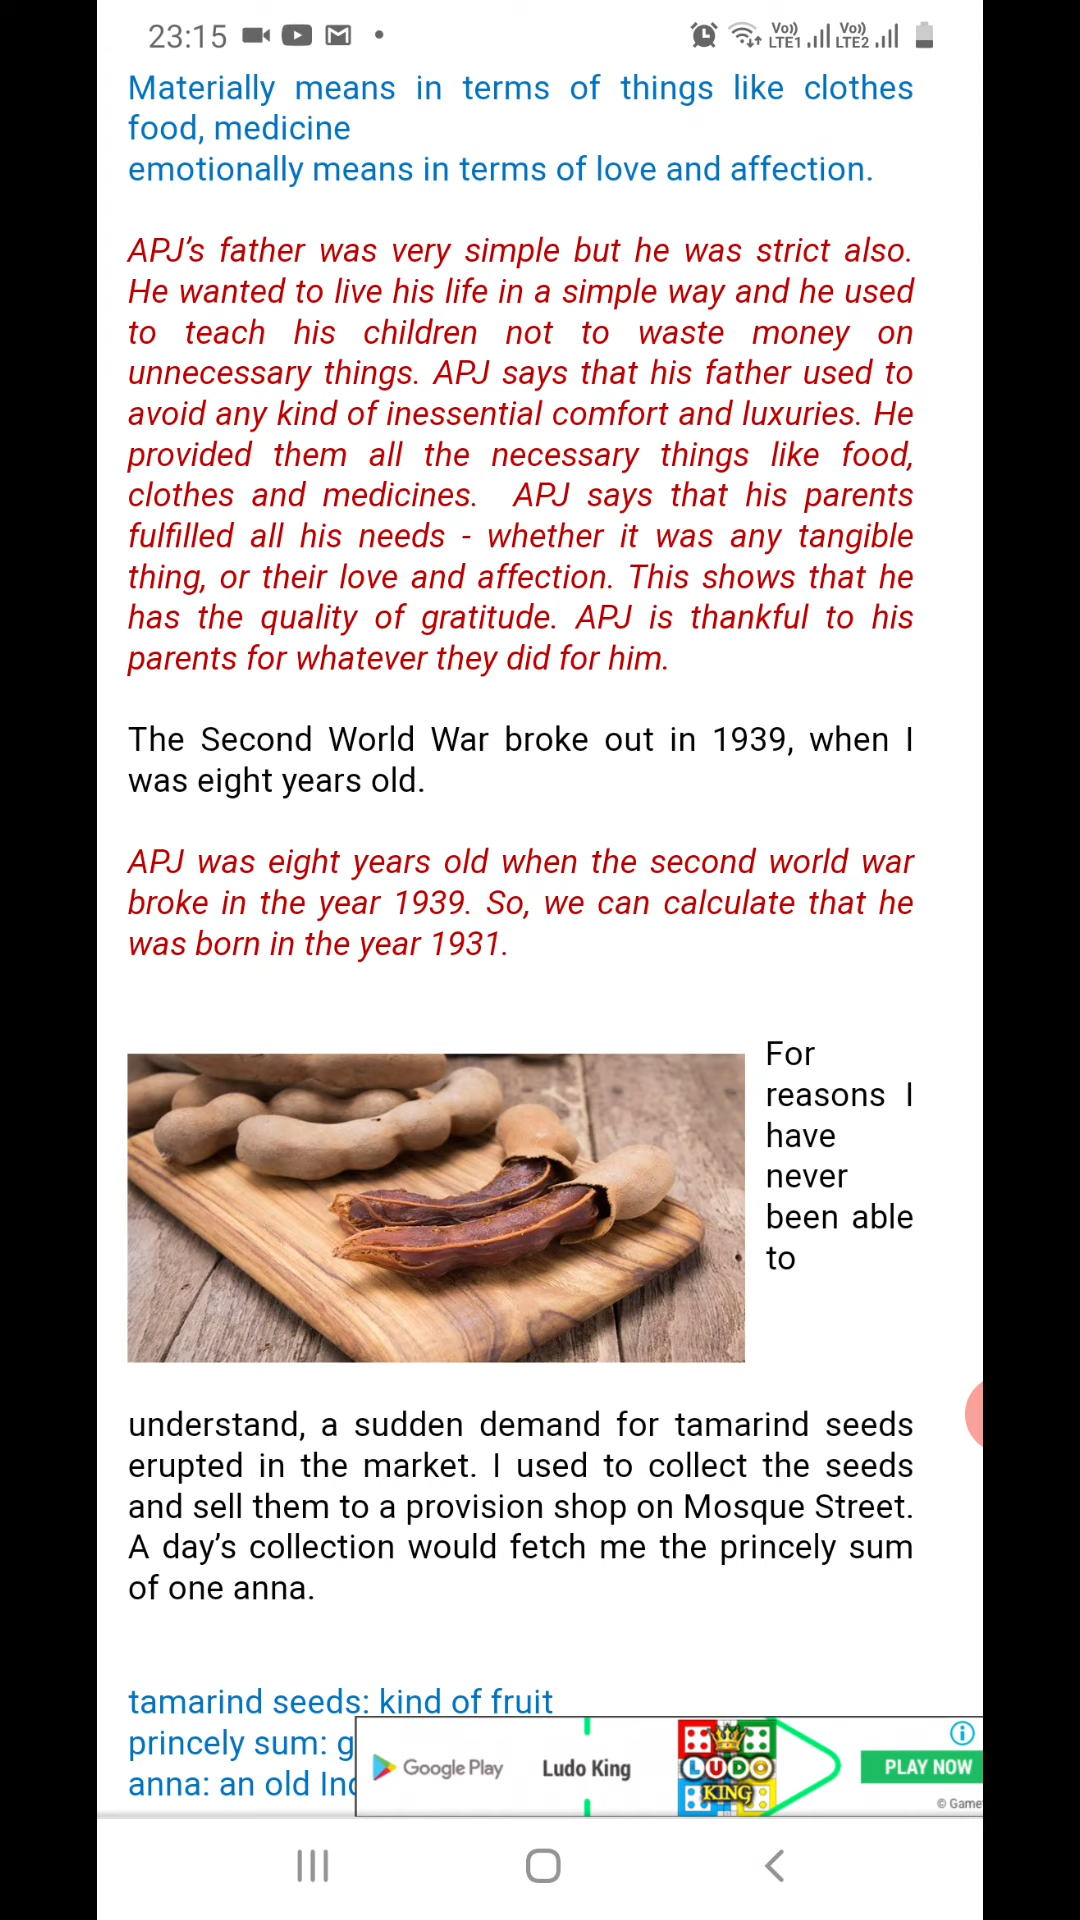 23:15
Vo)) LTE1 Vo)) LTE2
Materially means in terms of things like clothes
food, medicine
emotionally means in terms of love and affection.
APJ's father was very simple but he was strict also.
He wanted to live his life in a simple way and he used
to teach his children not to waste money on
unnecessary things. APJ says that his father used to
avoid any kind of inessential comfort and luxuries. He
provided them all the necessary things like food,
clothes and medicines. APJ says that his parents
fulfilled all his needs - whether it was any tangible
thing, or their love and affection. This shows that he
has the quality of gratitude. APJ is thankful to his
parents for whatever they did for him.
The Second World War broke out in 1939, when I
was eight years old.
APJ was eight years old when the second world war
broke in the year 1939. So, we can calculate that he
was born in the year 1931.
For
reasons I
have
never
been able
to
understand, a sudden demand for tamarind seeds
erupted in the market. I used to collect the seeds
and sell them to a provision shop on Mosque Street.
A day's collection would fetch me the princely sum
of one anna.
tamarind seeds: kind of fruit
princely sum: g
anna: an old Ind
Google Play
Ludo King
LUDO
KING
PLAY NOW
© Game